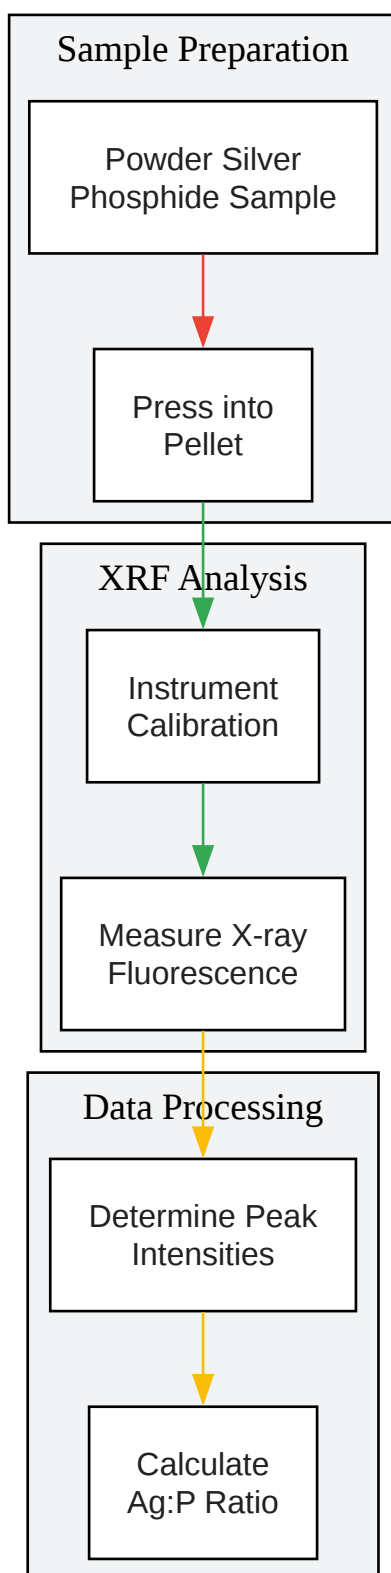 Sample Preparation
Powder Silver
Phosphide Sample
Press into
Pellet
XRF Analysis
Instrument
Calibration
Measure X-ray
Fluorescence
Data Processing
Determine Peak
Intensities
Calculate
Ag:P Ratio